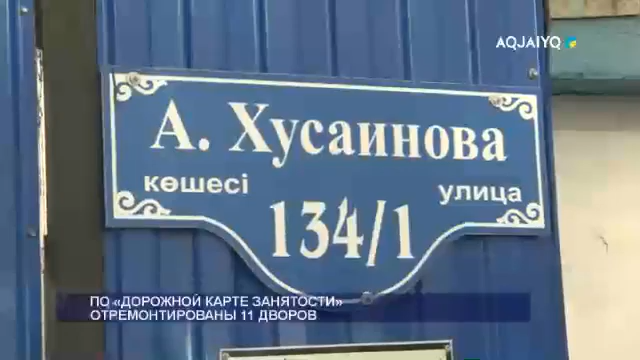 AQJAIYQ
А. Хусаинова
көшесі улица
134/1
ПО «ДОРОЖНОЙ КАРТЕ ЗАНЯТОСТИ»
ОТРЕМОНТИРОВАНЫ 11 ДВОРОВ